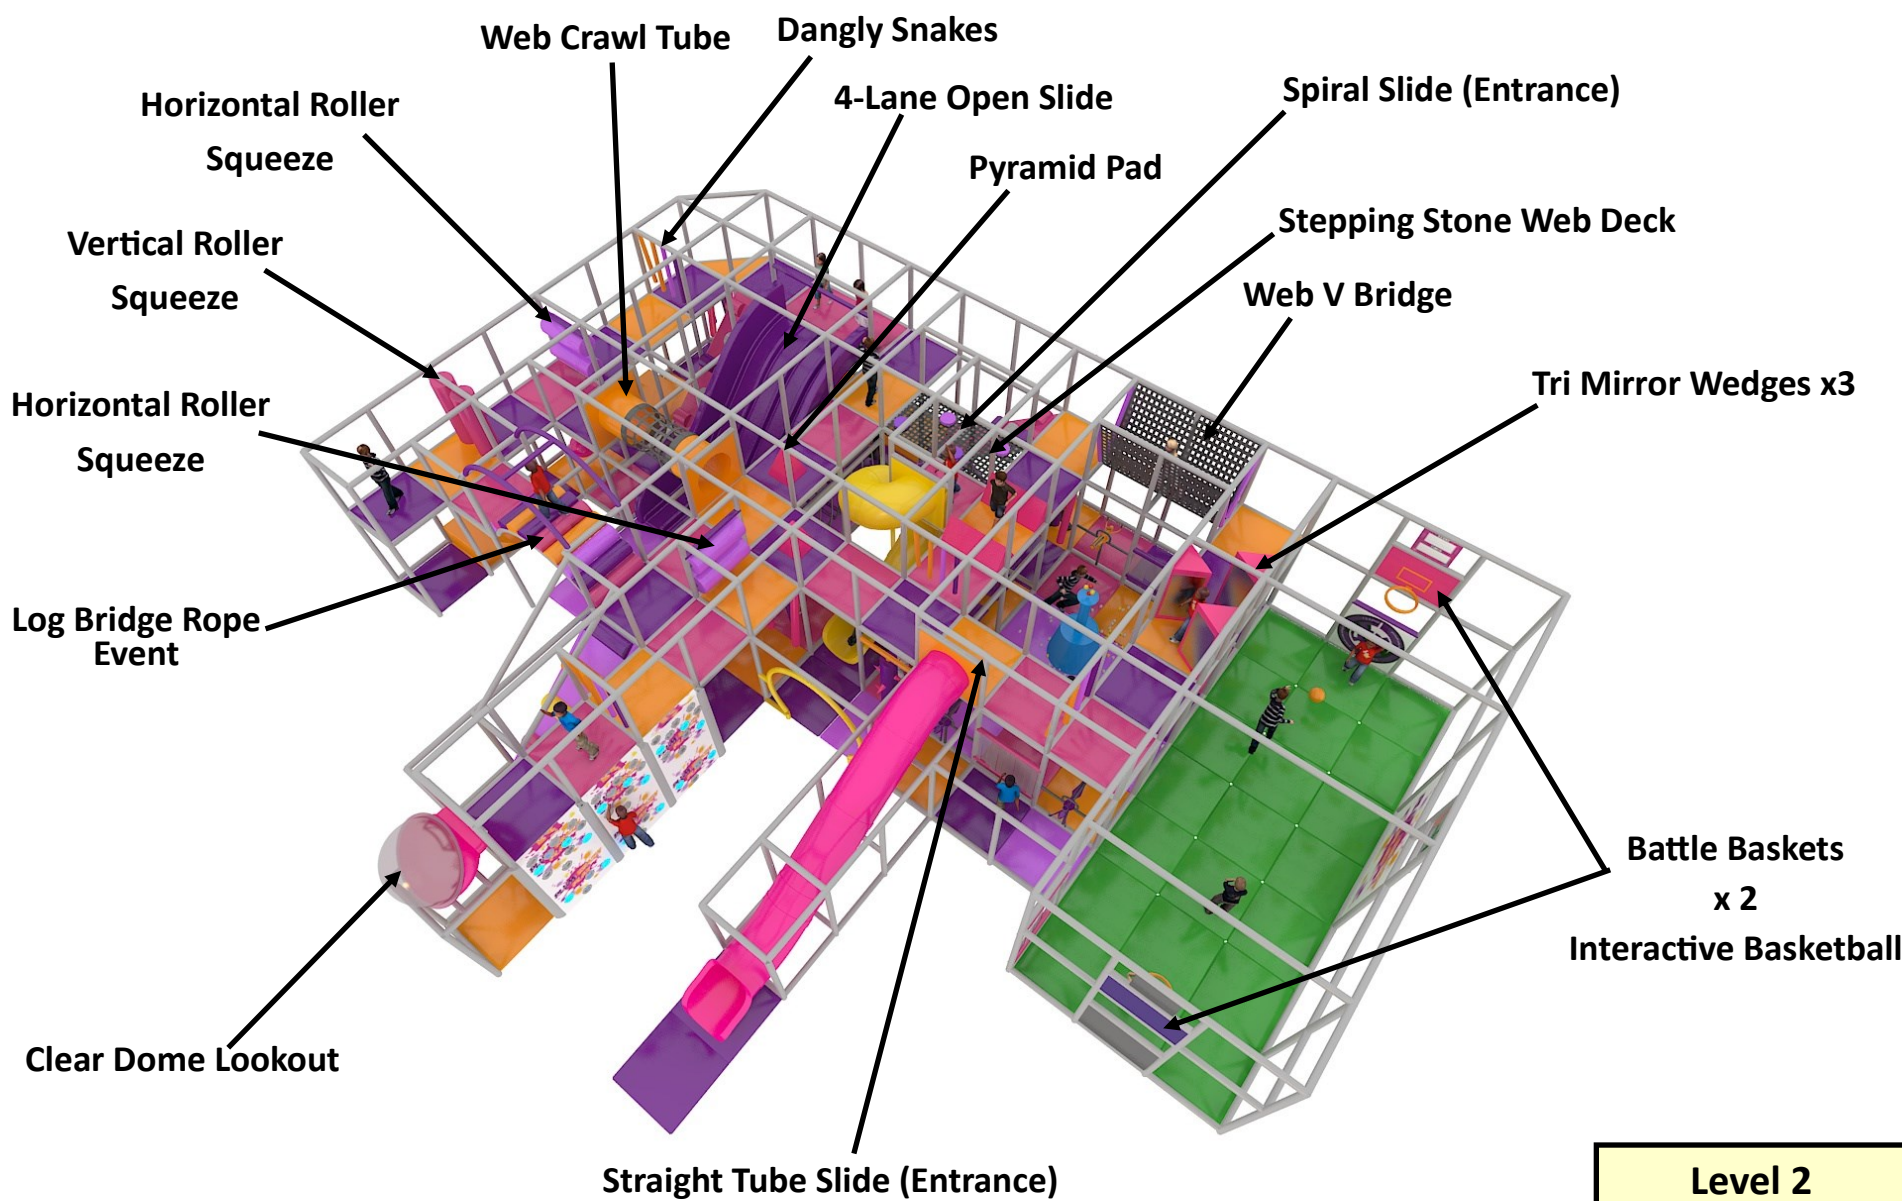 Web Crawl Tube
Dangly Snakes
Horizontal Roller
Squeeze
4-Lane Open Slide
Spiral Slide (Entrance)
Pyramid Pad
Vertical Roller
Squeeze
Stepping Stone Web Deck
Web V Bridge
Horizontal Roller
Squeeze
Tri Mirror Wedges x3
Log Bridge Rope
Event
Battle Baskets
x 2
Interactive Basketball
Clear Dome Lookout
Straight Tube Slide (Entrance)
Level 2